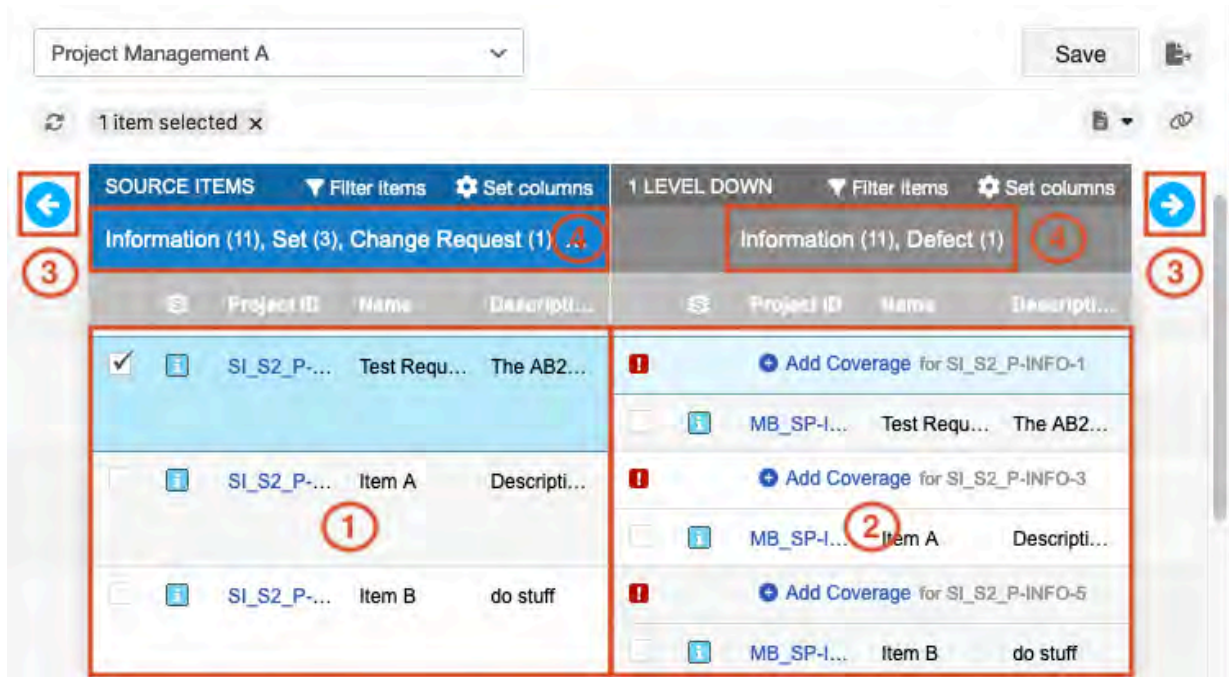 Project Management A
Save
1 item selected ×
SOURCE ITEMS Filter items Set columns
1 LEVEL DOWN Filter items Set columns
Information (11), Set (3), Change Request (1), ...
4
Information (11), Defect (1)
4
3
3
Project ID Name Descripti...
Project ID Name Descripti...
SI_S2_P-... Test Requ... The AB2...
Add Coverage for SI_S2_P-INFO-1
MB_SP-I... Test Requ... The AB2...
SI_S2_P-... Item A Descripti...
Add Coverage for SI_S2_P-INFO-3
1
MB_SP-I... Item A Descripti...
2
SI_S2_P-... Item B do stuff
Add Coverage for SI_S2_P-INFO-5
MB_SP-I... Item B do stuff